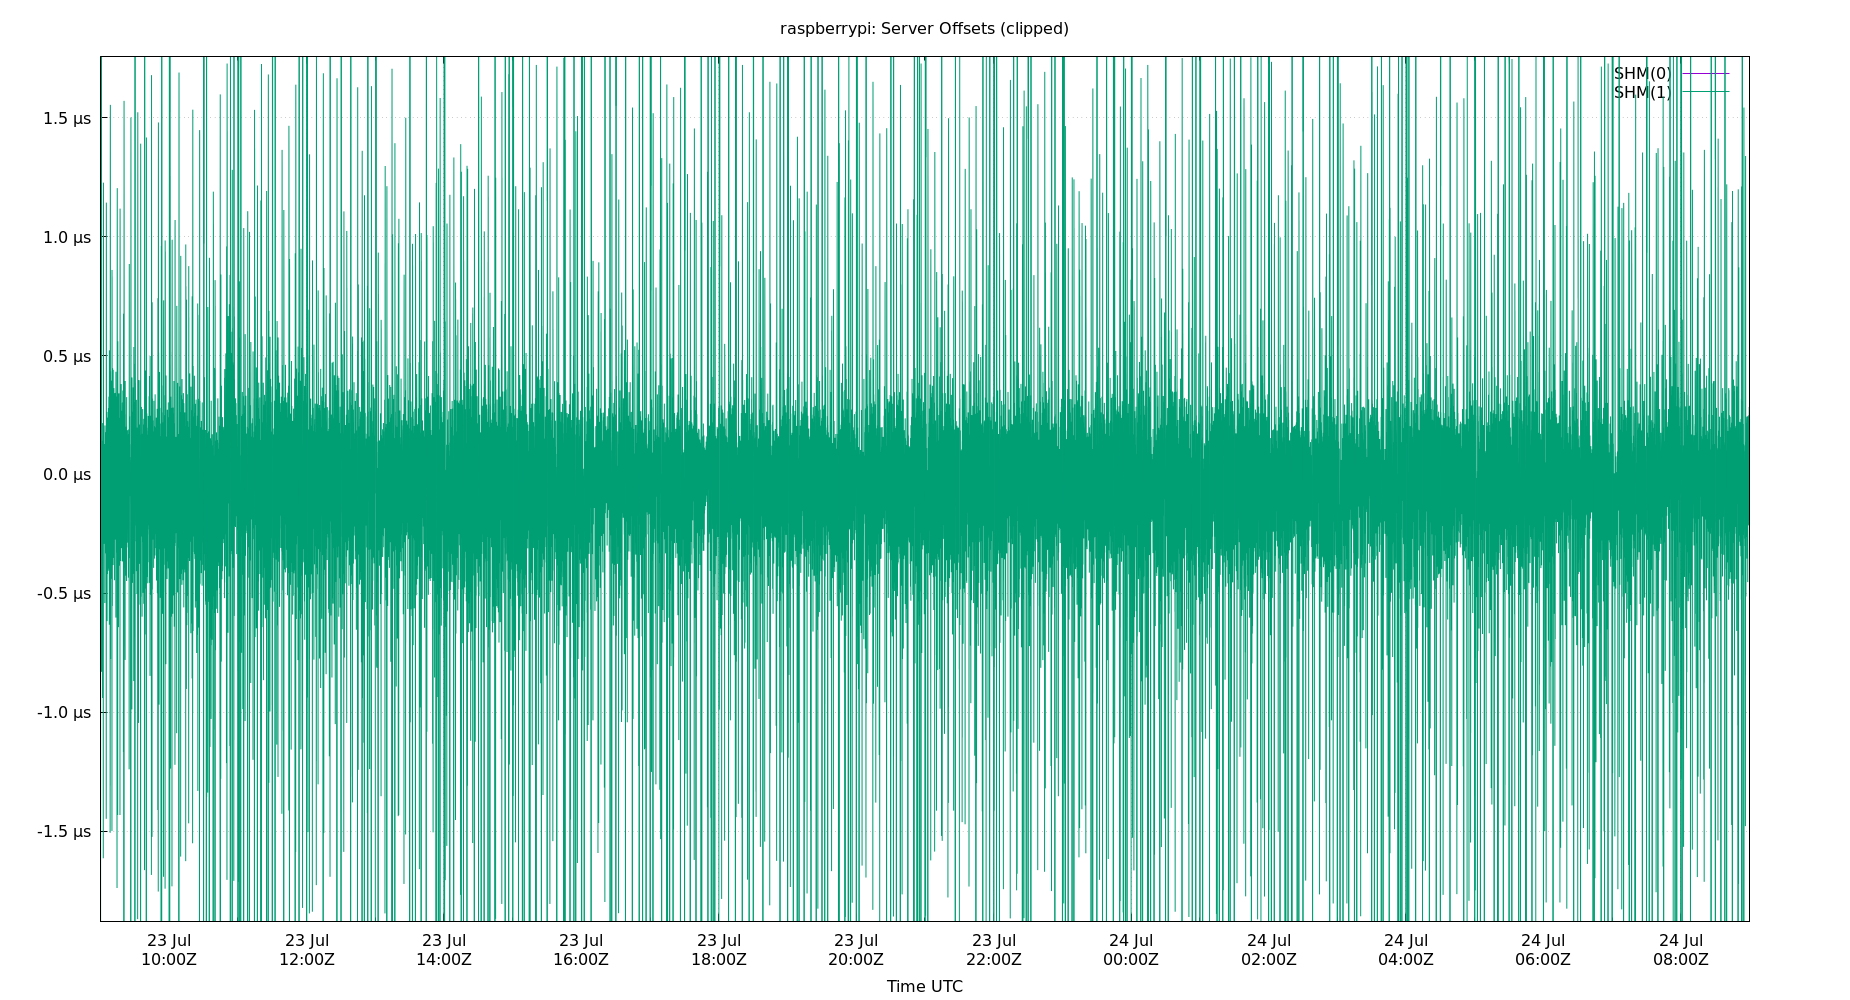 raspberrypi: Server Offsets (clipped)
SHM(0)
SHM(1)
1.5 µs
1.0 µs
0.5 µs
0.0 µs
-0.5 µs
-1.0 µs
-1.5 µs
23 Jul 23 Jul 23 Jul 23 Jul 23 Jul 23 Jul 23 Jul 24 Jul 24 Jul 24 Jul 24 Jul 24 Jul
10:00Z 12:00Z 14:00Z 16:00Z 18:00Z 20:00Z 22:00Z 00:00Z 02:00Z 04:00Z 06:00Z 08:00Z
Time UTC